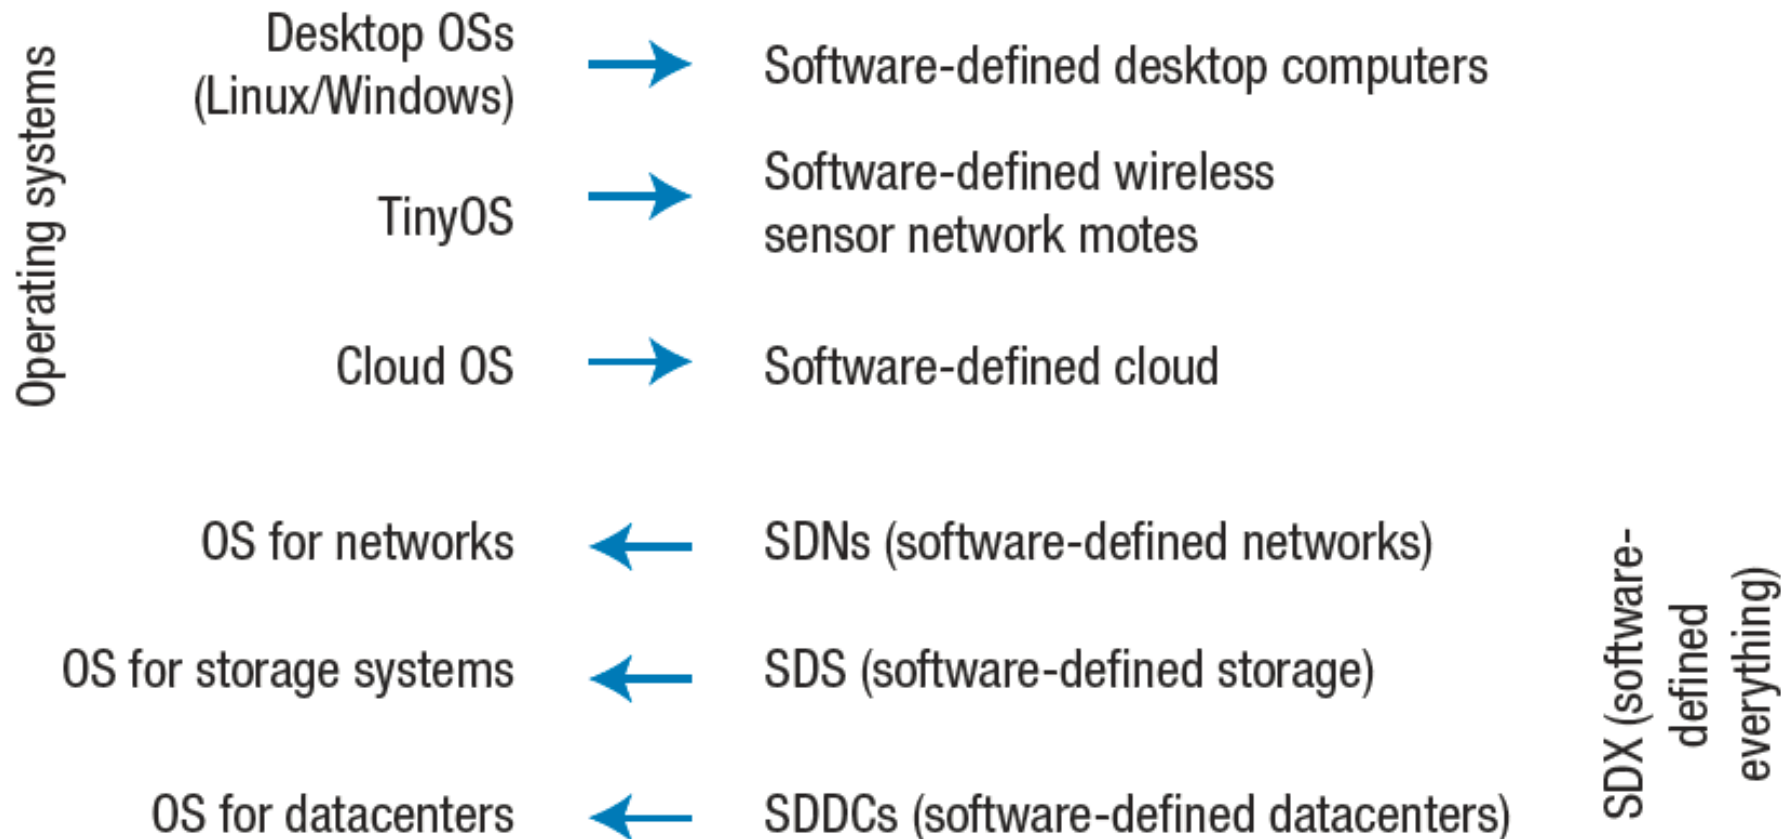 Operating systems
Desktop OSs
(Linux/Windows)
Software-defined desktop computers
TinyOS
Software-defined wireless
sensor network motes
Cloud OS
Software-defined cloud
OS for networks
SDNs (software-defined networks)
OS for storage systems
SDS (software-defined storage)
OS for datacenters
SDDCs (software-defined datacenters)
SDX (software-
defined
everything)